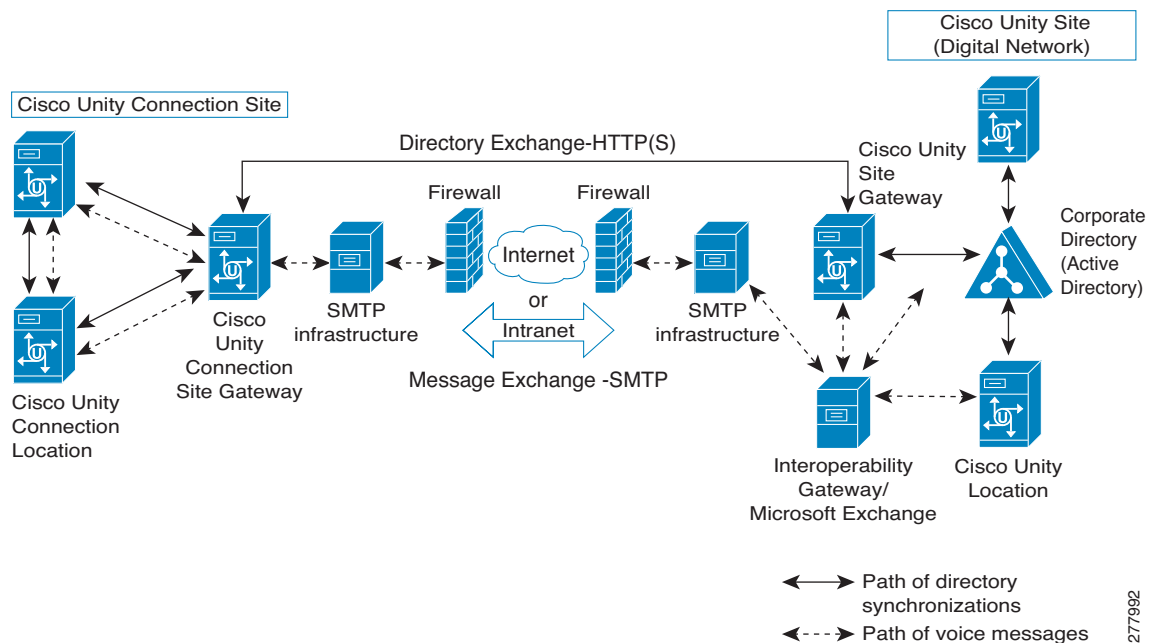 Cisco Unity Site
(Digital Network)
Cisco Unity Connection Site
Directory Exchange-HTTP(S)
Cisco Unity
Site
Gateway
Firewall
Firewall
Corporate
Directory
(Active
Directory)
Internet
or
Intranet
SMTP
infrastructure
SMTP
infrastructure
Cisco
Unity
Connection
Site Gateway
Message Exchange -SMTP
Cisco Unity
Connection
Location
Interoperability
Gateway/
Microsoft Exchange
Cisco Unity
Location
Path of directory
synchronizations
Path of voice messages
277992
U
U
U
U
U
U